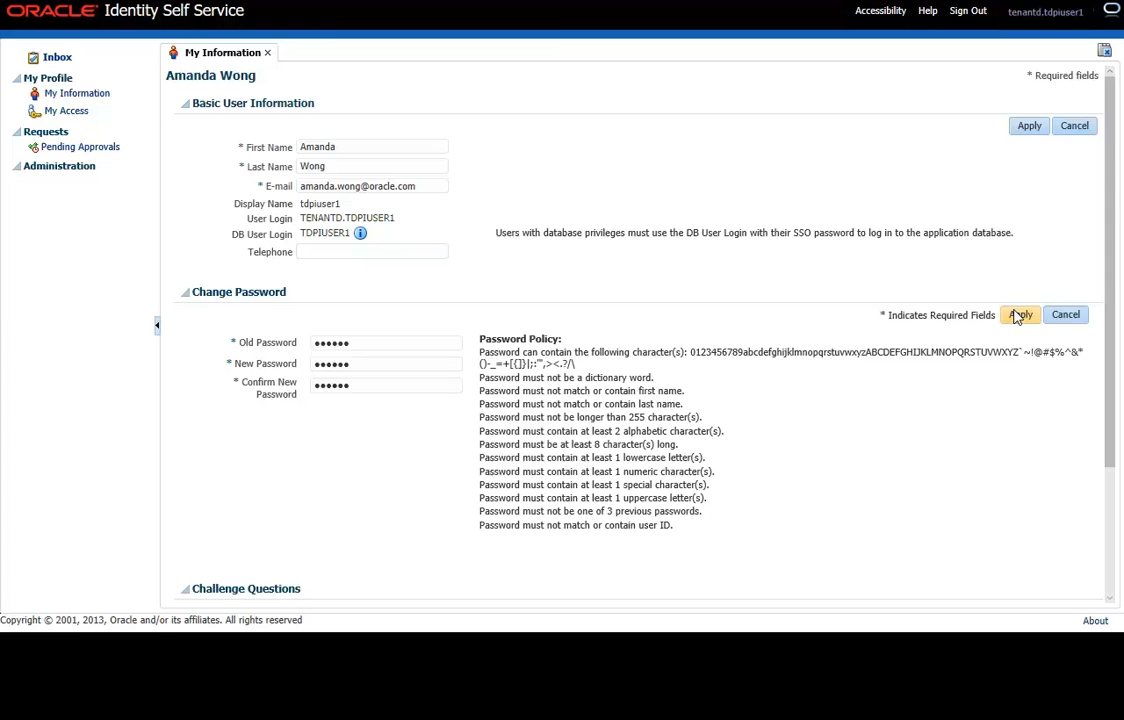 ORACLE Identity Self Service
Accessibility Help Sign Out tenantd.tdpiuser1
Inbox
My Profile
My Information
My Access
Requests
Pending Approvals
Administration
My Information ×
Amanda Wong
* Required fields
Basic User Information
Apply Cancel
* First Name Amanda
* Last Name Wong
* E-mail amanda.wong@oracle.com
Display Name tdpiuser1
User Login TENANTD.TDPIUSER1
DB User Login TDPIUSER1 Users with database privileges must use the DB User Login with their SSO password to log in to the application database.
Telephone
Change Password
* Indicates Required Fields Apply Cancel
* Old Password ••••••
* New Password ••••••
* Confirm New
Password ••••••
Password Policy:
Password can contain the following character(s): 0123456789abcdefghijklmnopqrstuvwxyzABCDEFGHIJKLMNOPQRSTUVWXYZ`~!@#$%^&*
()-_=+[{]}|;:'",><.?/\
Password must not be a dictionary word.
Password must not match or contain first name.
Password must not match or contain last name.
Password must not be longer than 255 character(s).
Password must contain at least 2 alphabetic character(s).
Password must be at least 8 character(s) long.
Password must contain at least 1 lowercase letter(s).
Password must contain at least 1 numeric character(s).
Password must contain at least 1 special character(s).
Password must contain at least 1 uppercase letter(s).
Password must not be one of 3 previous passwords.
Password must not match or contain user ID.
Challenge Questions
Copyright © 2001, 2013, Oracle and/or its affiliates. All rights reserved
About